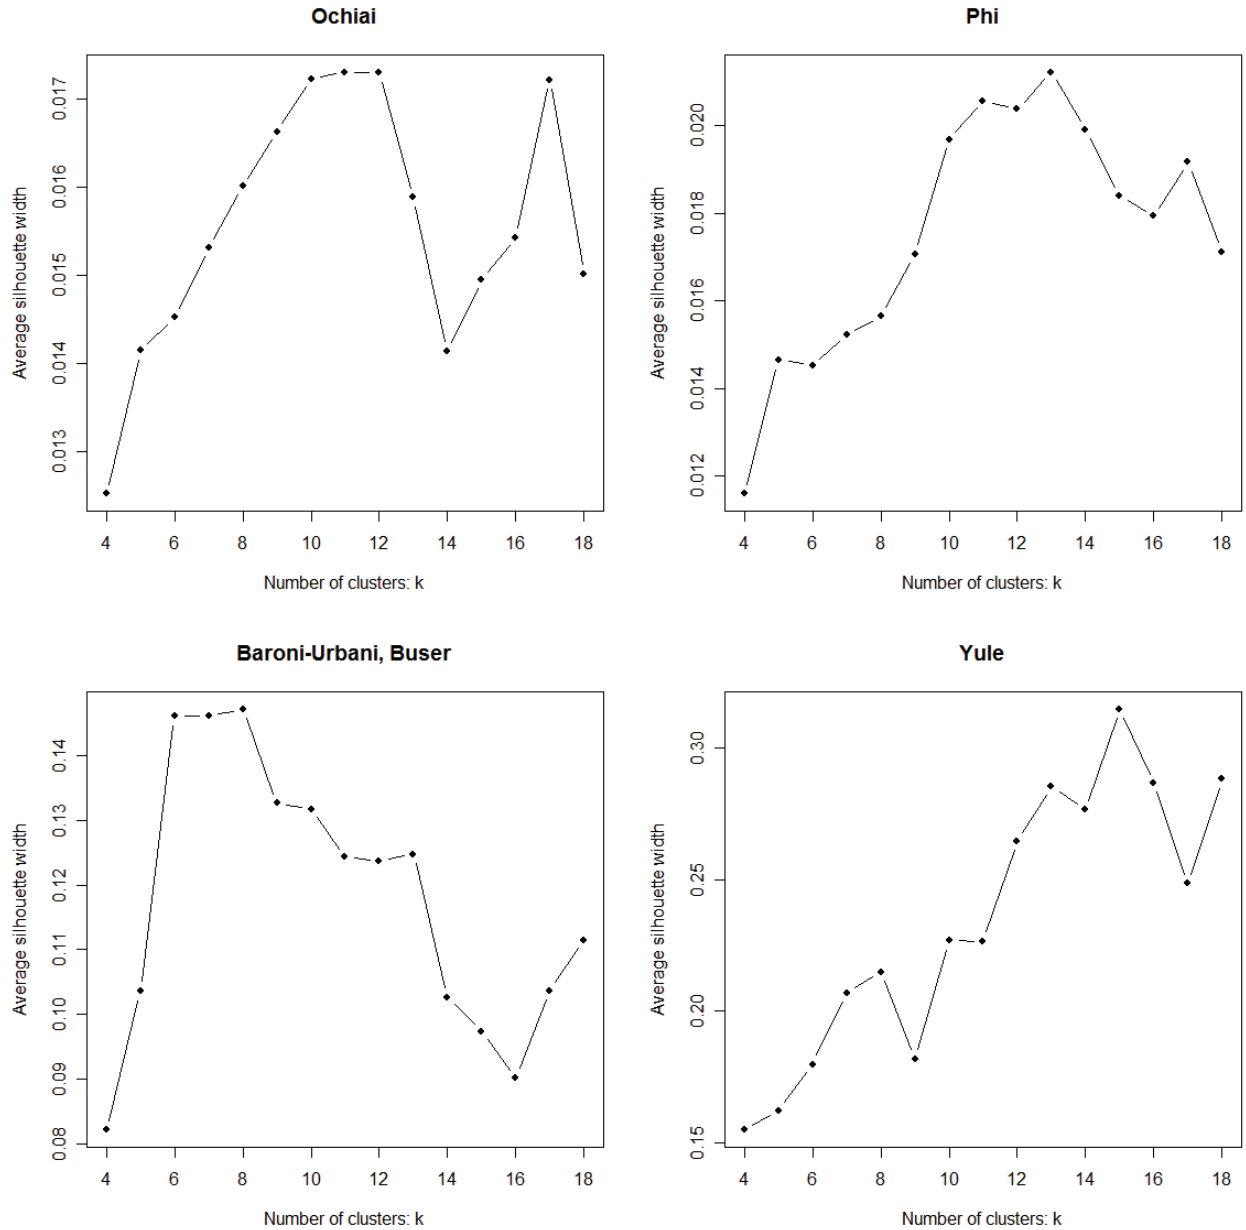 Ochiai
Average silhouette width
0.017
0.016
0.015
0.014
0.013
4 6 8 10 12 14 16 18
Number of clusters: k
Phi
Average silhouette width
0.020
0.018
0.016
0.014
0.012
4 6 8 10 12 14 16 18
Number of clusters: k
Baroni-Urbani, Buser
Average silhouette width
0.14
0.13
0.12
0.11
0.10
0.09
0.08
4 6 8 10 12 14 16 18
Number of clusters: k
Yule
Average silhouette width
0.30
0.25
0.20
0.15
4 6 8 10 12 14 16 18
Number of clusters: k